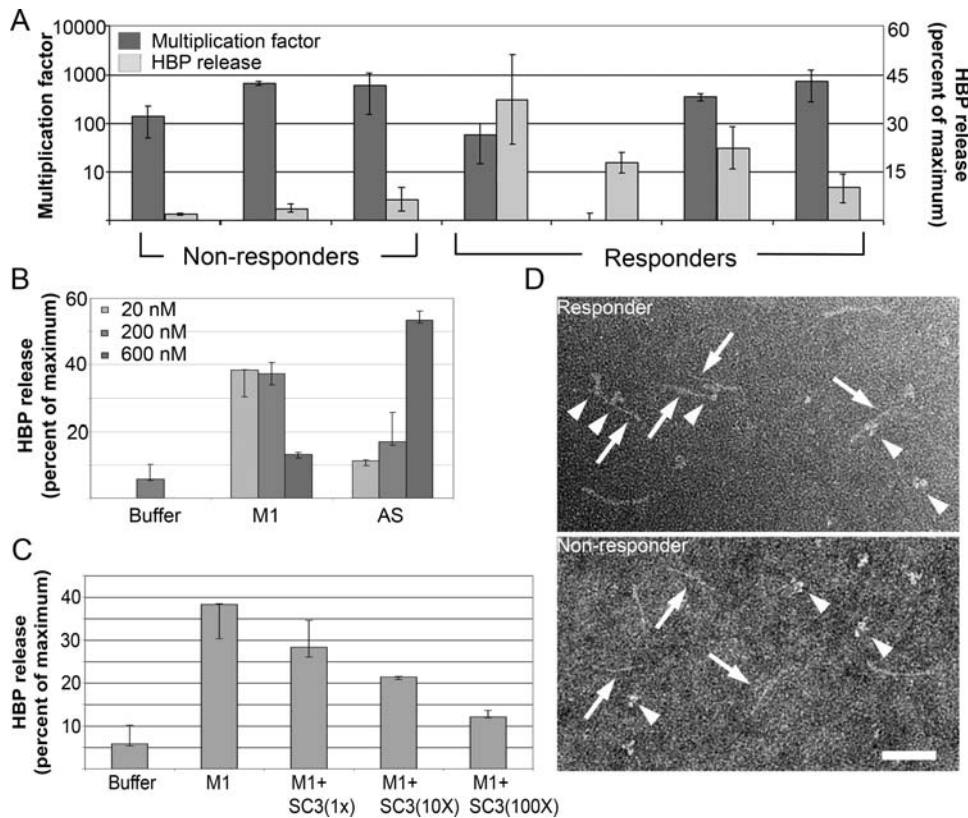 A
10000
1000
100
10
Multiplication factor
Multiplication factor
HBP release
60
45
30
15
HBP release
(percent of maximum)
Non-responders
Responders
B
60
40
20
HBP release
(percent of maximum)
20 nM
200 nM
600 nM
Buffer
M1
AS
C
40
30
20
10
HBP release
(percent of maximum)
Buffer
M1
M1+
SC3(1x)
M1+
SC3(10X)
M1+
SC3(100X)
D
Responder
Non-responder